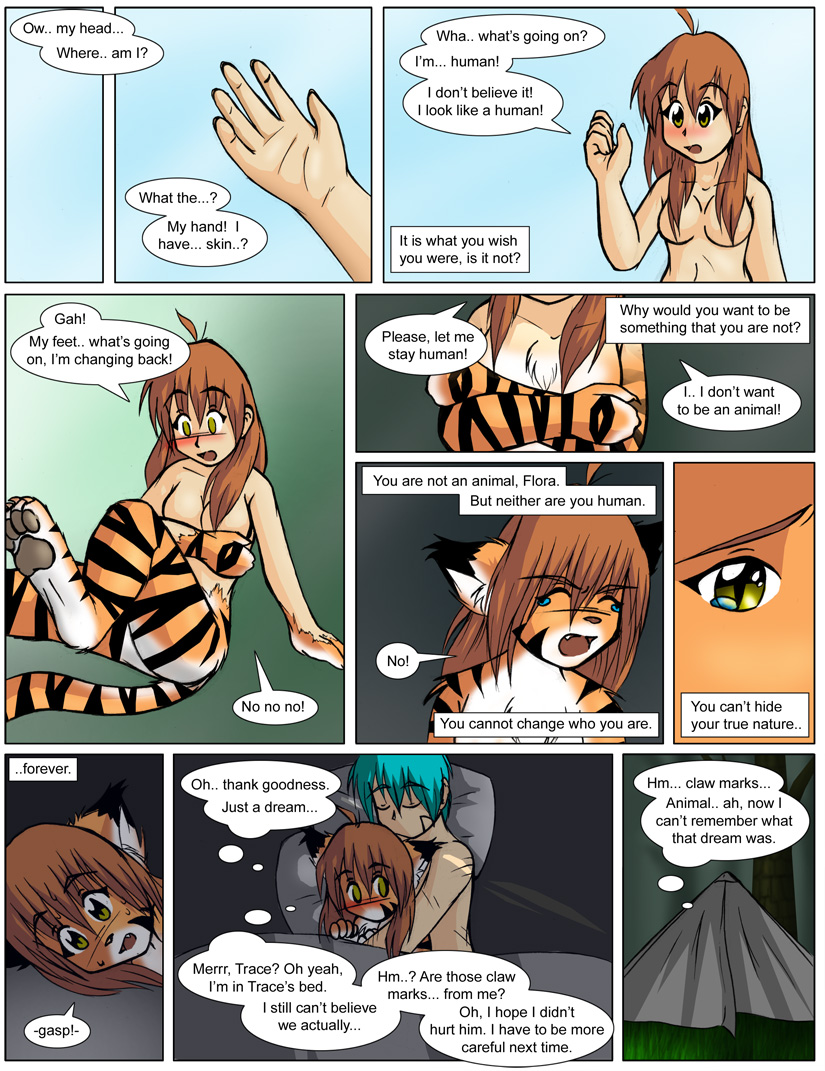 Ow.. my head...
Where.. am I?
What the...?
My hand! I
have... skin..?
Wha.. what's going on?
I'm... human!
I don't believe it!
I look like a human!
It is what you wish
you were, is it not?
Gah!
My feet.. what's going
on, I'm changing back!
No no no!
Please, let me
stay human!
Why would you want to be
something that you are not?
I.. I don't want
to be an animal!
You are not an animal, Flora.
But neither are you human.
No!
You cannot change who you are.
You can't hide
your true nature..
..forever.
-gasp!-
Oh.. thank goodness.
Just a dream...
Merrr, Trace? Oh yeah,
I'm in Trace's bed.
I still can't believe
we actually...
Hm..? Are those claw
marks... from me?
Oh, I hope I didn't
hurt him. I have to be more
careful next time.
Hm... claw marks...
Animal.. ah, now I
can't remember what
that dream was.